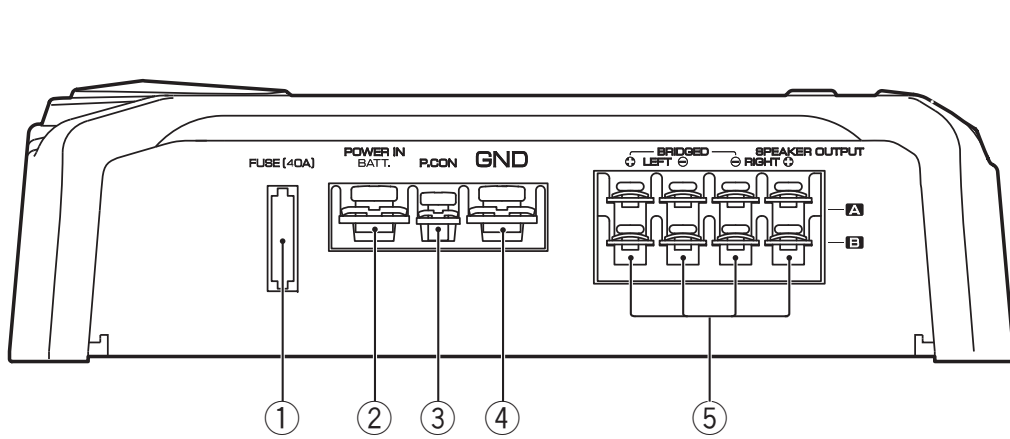 FUSE (40A)
POWER IN
BATT.
P.CON
GND
BRIDGED
SPEAKER OUTPUT
⊕ LEFT ⊖
⊖ RIGHT ⊕
A
B
① ② ③ ④ ⑤